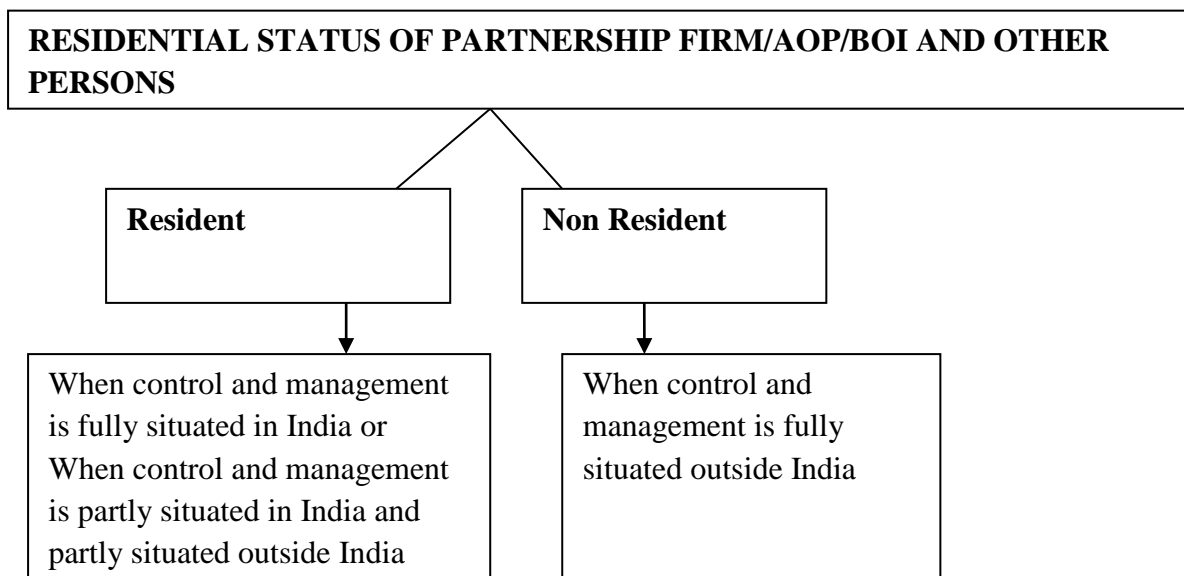 RESIDENTIAL STATUS OF PARTNERSHIP FIRM/AOP/BOI AND OTHER
PERSONS
Resident
Non Resident
When control and management
is fully situated in India or
When control and management
is partly situated in India and
partly situated outside India
When control and
management is fully
situated outside India